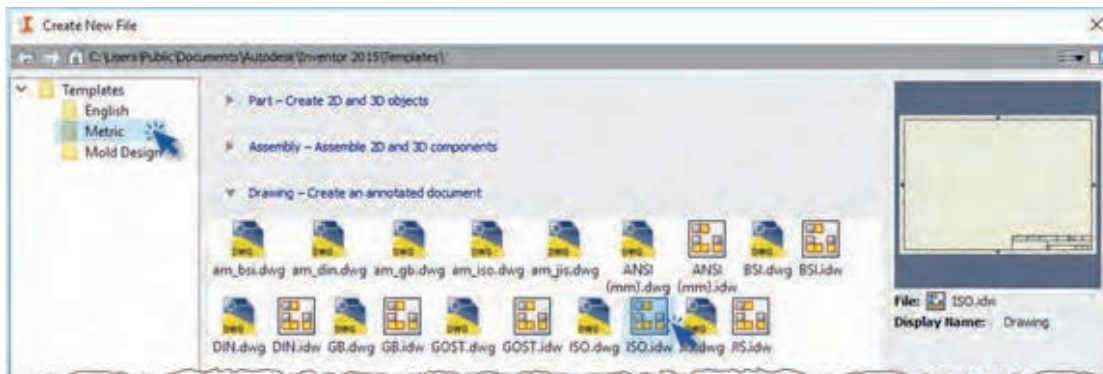 Create New File
C:\Users\Public\Documents\Autodesk\Inventor 2015\Templates\
Templates
English
Metric
Mold Design
Part – Create 2D and 3D objects
Assembly – Assemble 2D and 3D components
Drawing – Create an annotated document
am_bsi.dwg am_din.dwg am_gb.dwg am_iso.dwg am_jis.dwg ANSI (mm).dwg ANSI (mm).idw BSI.dwg BSI.idw
DIN.dwg DIN.idw GB.dwg GB.idw GOST.dwg GOST.idw ISO.dwg ISO.idw JIS.dwg JIS.idw
File: ISO.idw
Display Name: Drawing